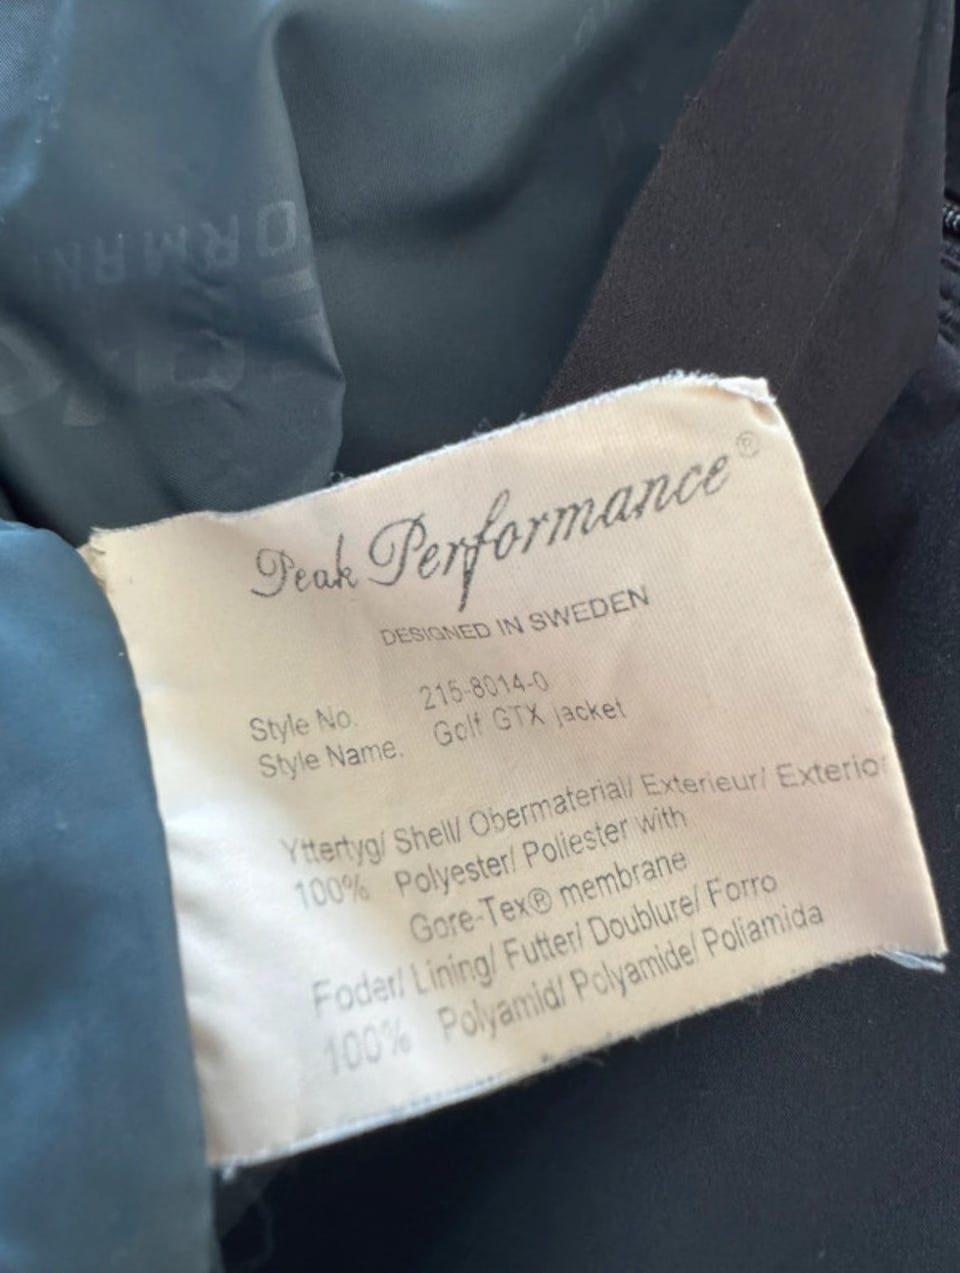 Peak Performance®
DESIGNED IN SWEDEN
Style No. 215-8014-0
Style Name. Golf GTX jacket
Yttertyg/ Shell/ Obermaterial/ Exterieur/ Exterior
100% Polyester/ Poliester with
Gore-Tex® membrane
Foder/ Lining/ Futter/ Doublure/ Forro
100% Polyamid/ Polyamide/ Poliamida